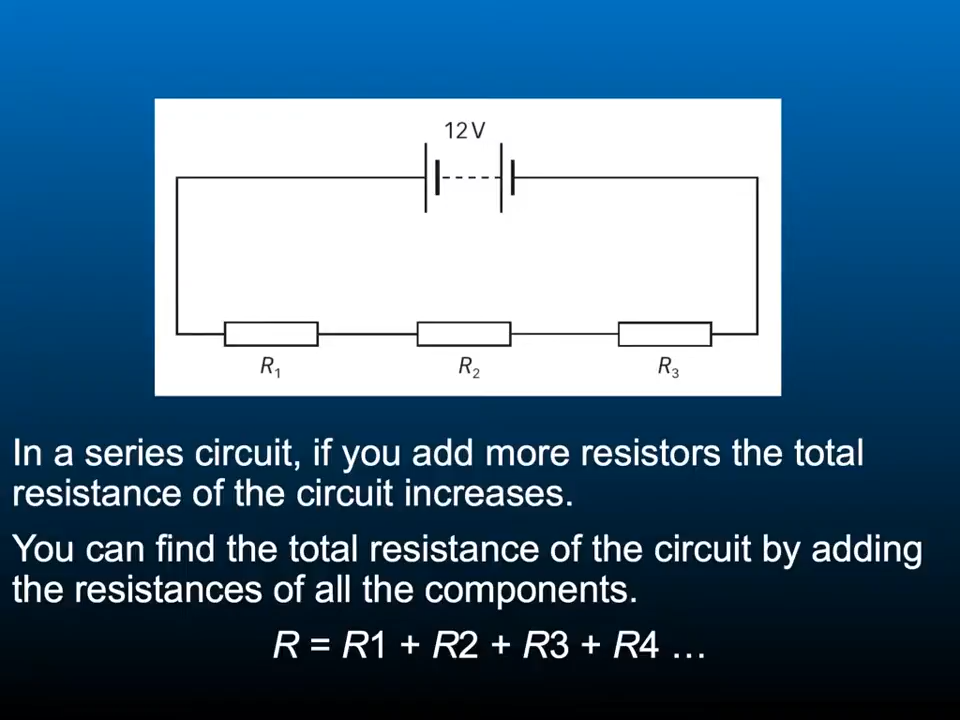 12 V
R₁ R₂ R₃
In a series circuit, if you add more resistors the total
resistance of the circuit increases.
You can find the total resistance of the circuit by adding
the resistances of all the components.
R = R1 + R2 + R3 + R4 …